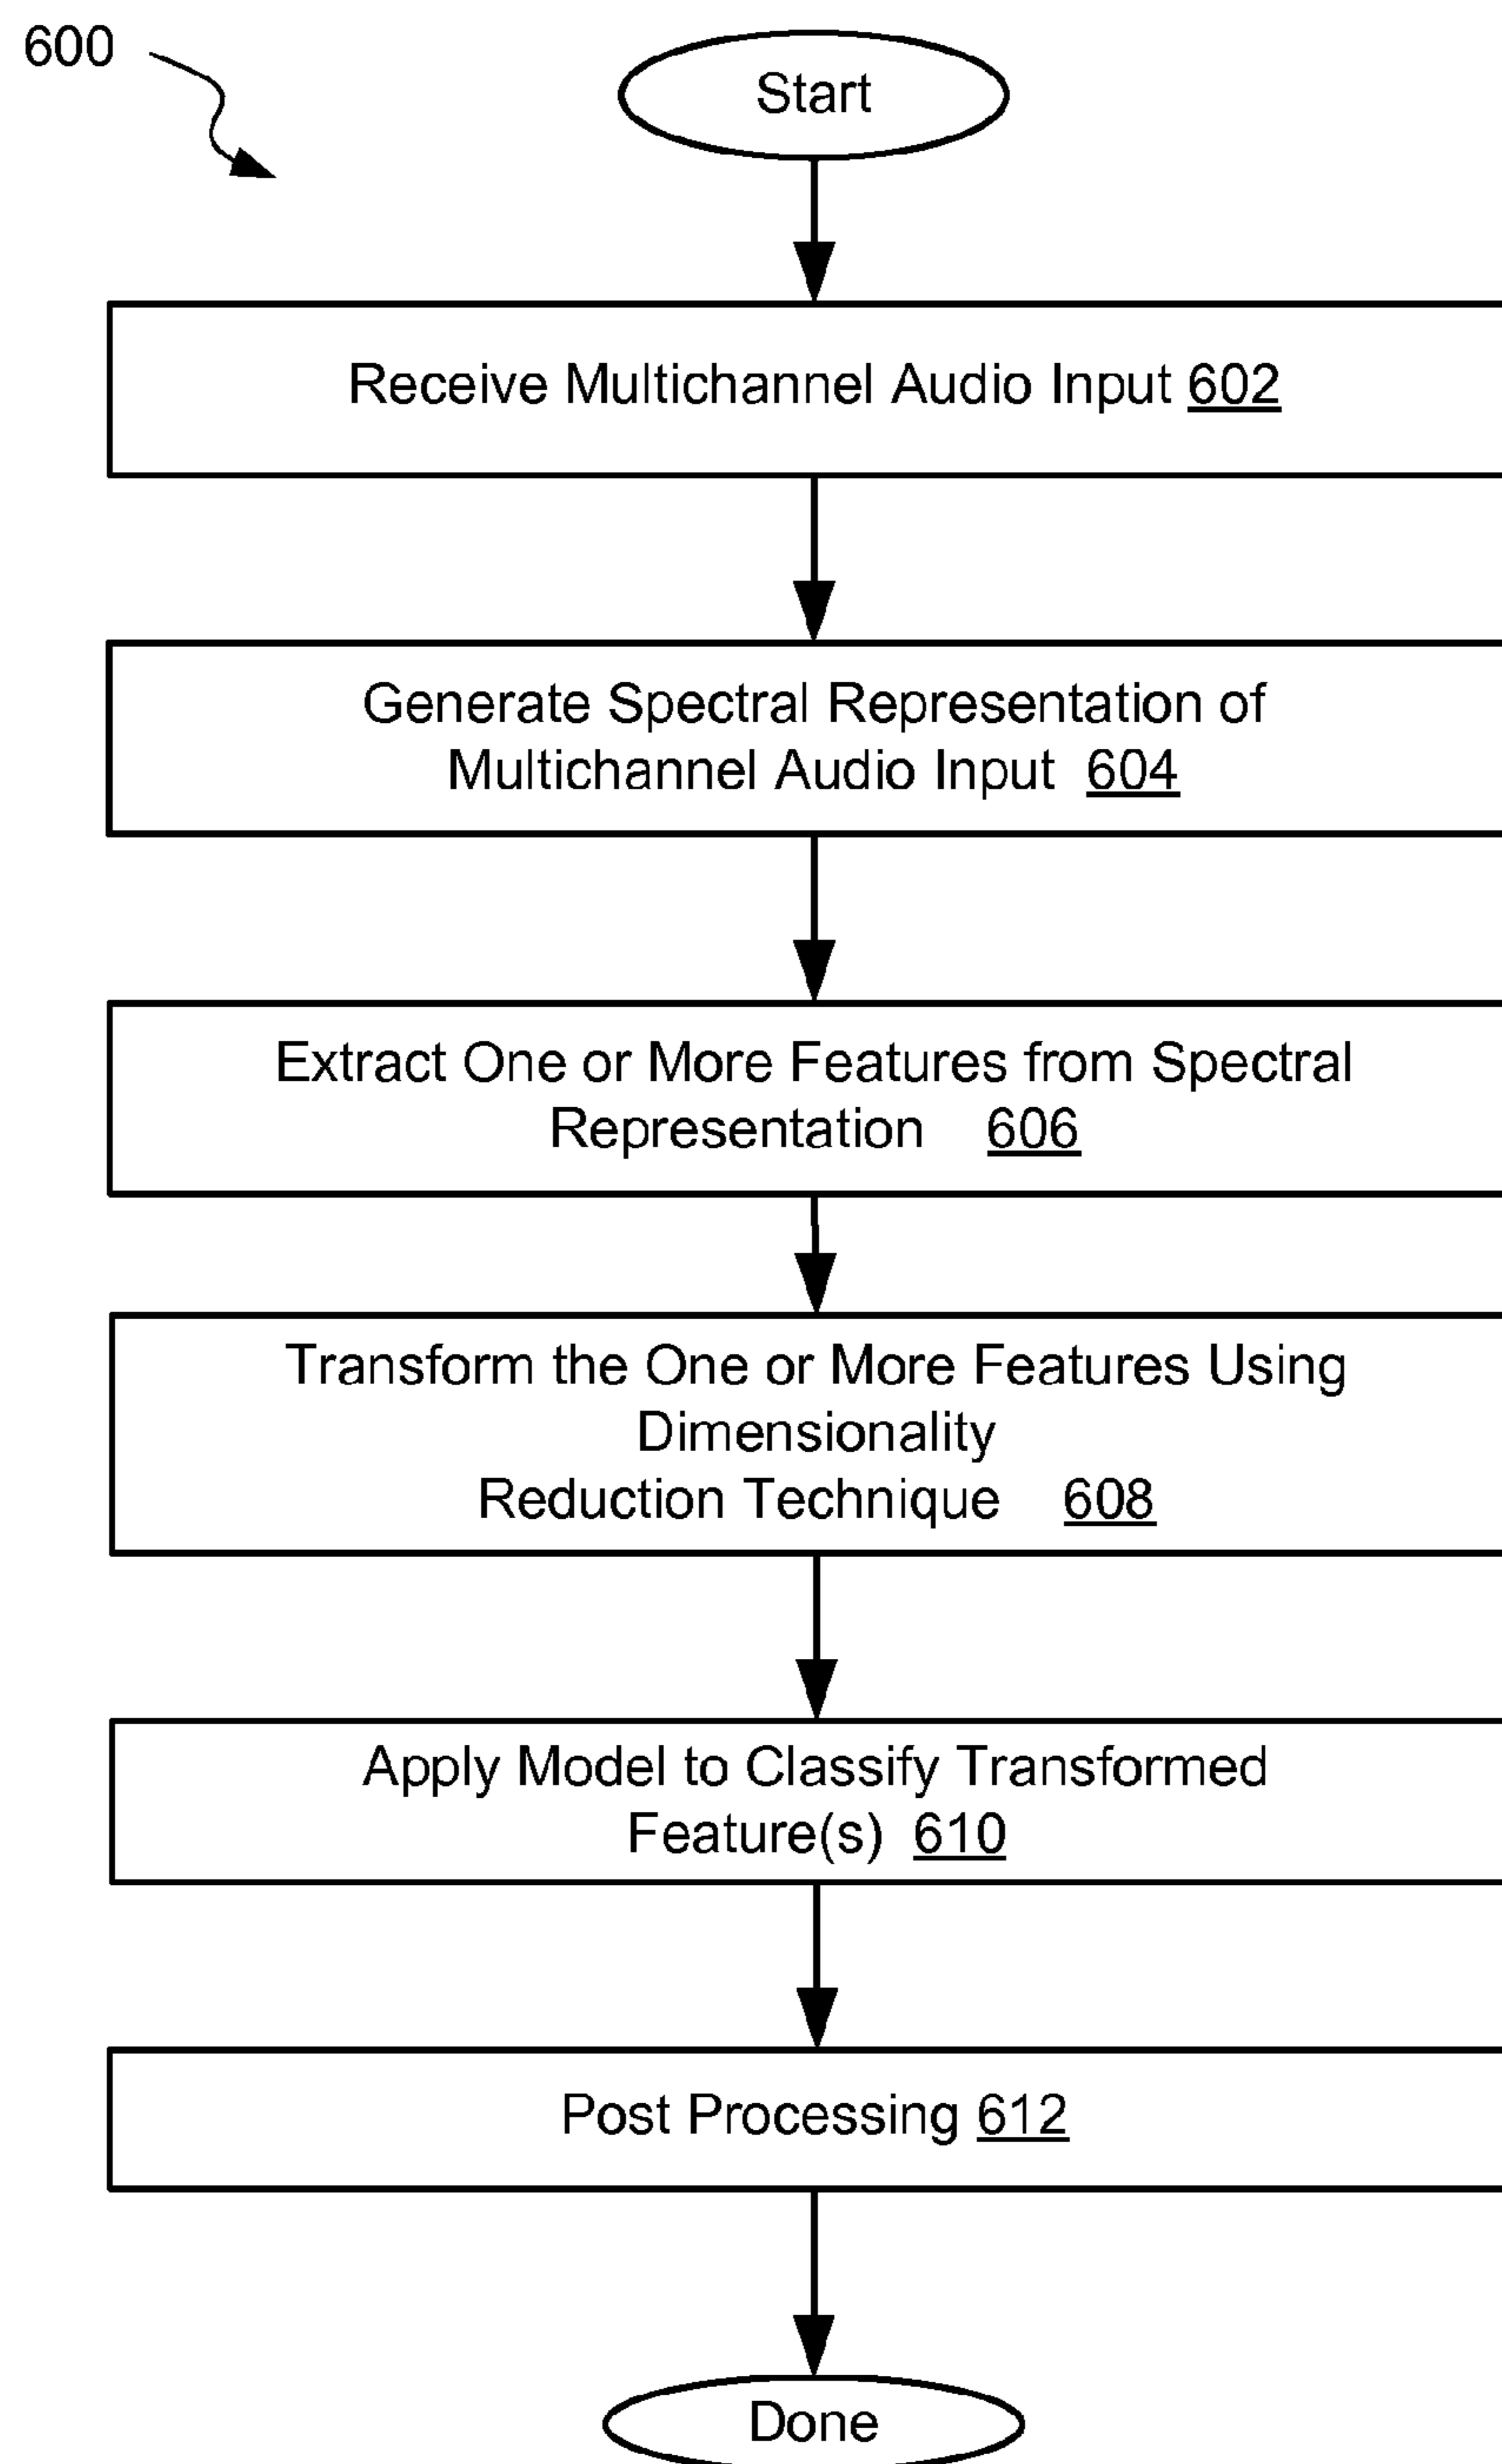 600
Start
Receive Multichannel Audio Input 602
Generate Spectral Representation of
Multichannel Audio Input 604
Extract One or More Features from Spectral
Representation 606
Transform the One or More Features Using
Dimensionality
Reduction Technique 608
Apply Model to Classify Transformed
Feature(s) 610
Post Processing 612
Done